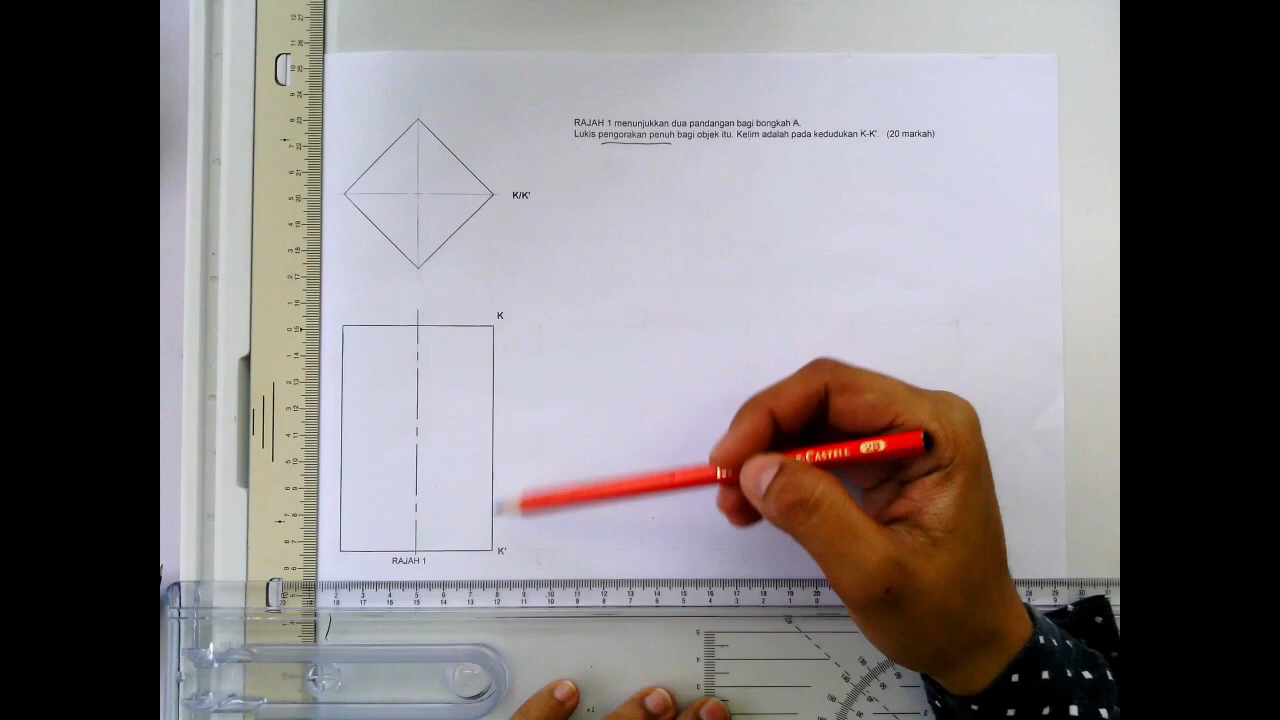 RAJAH 1 menunjukkan dua pandangan bagi bongkah A.
Lukis pengorakan penuh bagi objek itu. Kelim adalah pada kedudukan K-K'. (20 markah)
K/K'
K
K'
RAJAH 1
CASTELL 2B